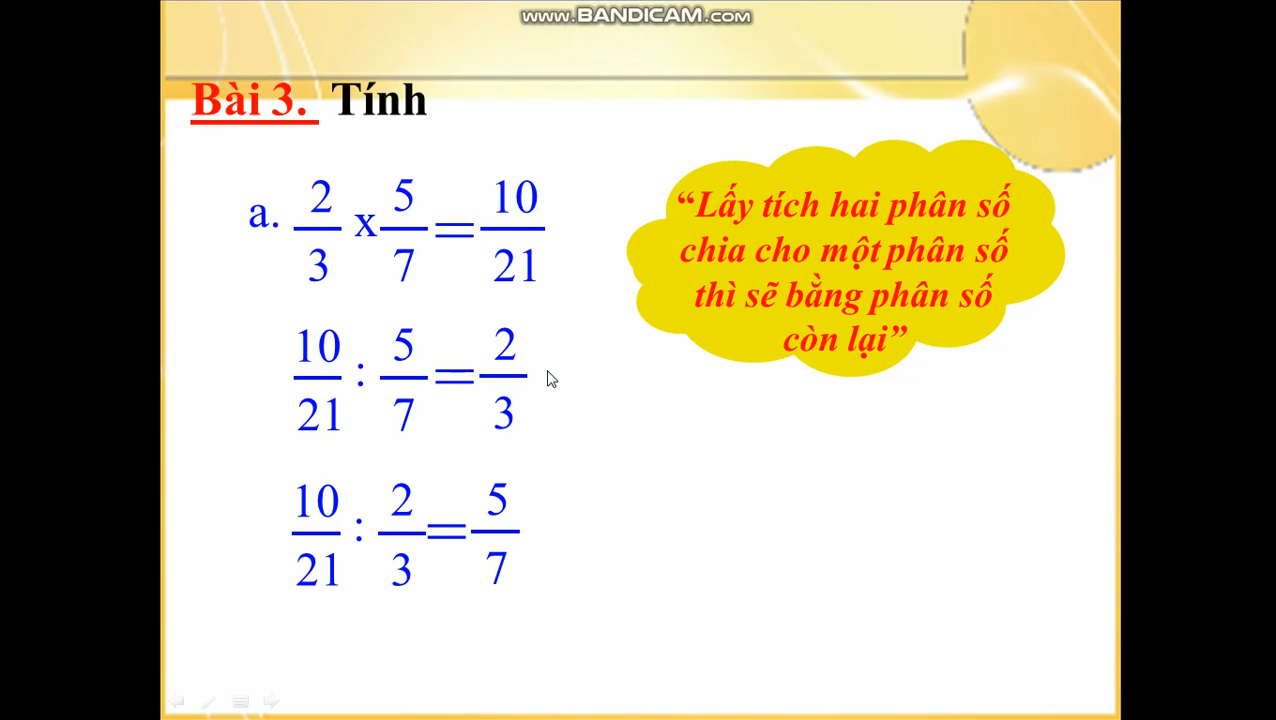 www.BANDICAM.com
Bài 3. Tính
a. 2/3 x 5/7 = 10/21
10/21 : 5/7 = 2/3
10/21 : 2/3 = 5/7
“Lấy tích hai phân số
chia cho một phân số
thì sẽ bằng phân số
còn lại”